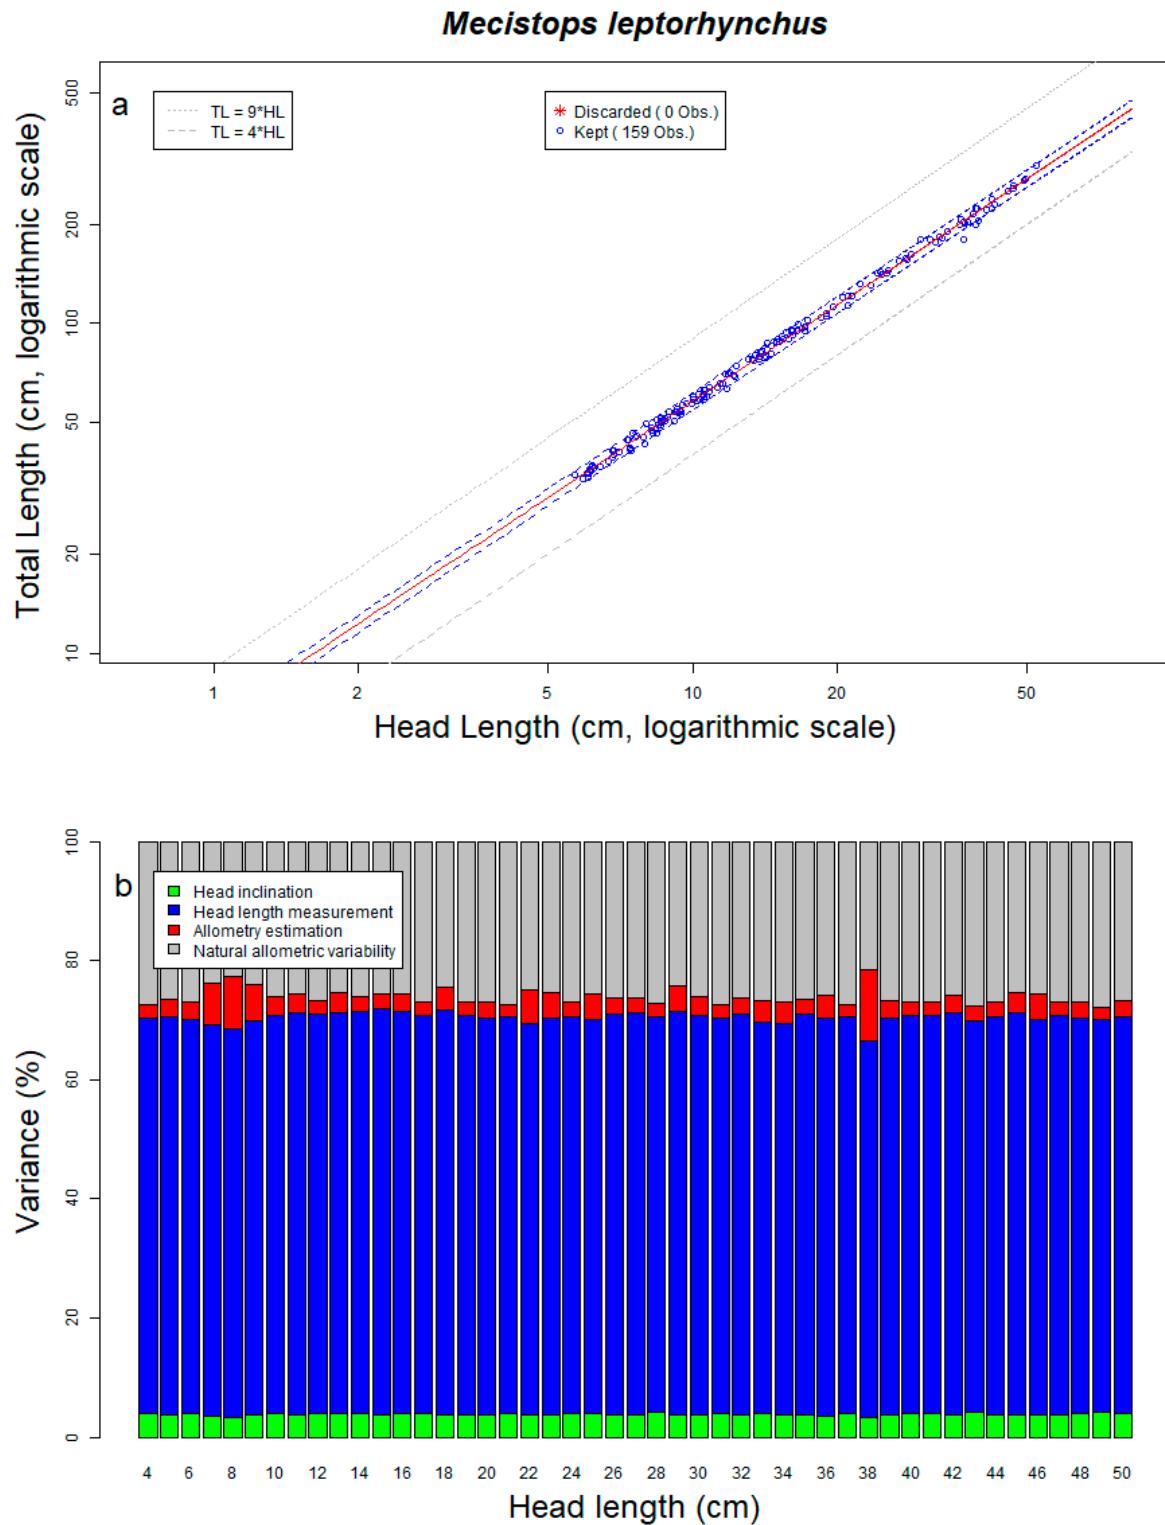 Mecistops leptorhynchus
a
TL = 9*HL
TL = 4*HL
Discarded ( 0 Obs.)
Kept ( 159 Obs.)
Total Length (cm, logarithmic scale)
500
200
100
50
20
10
1 2 5 10 20 50
Head Length (cm, logarithmic scale)
b
Head inclination
Head length measurement
Allometry estimation
Natural allometric variability
Variance (%)
100
80
60
40
20
0
4 6 8 10 12 14 16 18 20 22 24 26 28 30 32 34 36 38 40 42 44 46 48 50
Head length (cm)